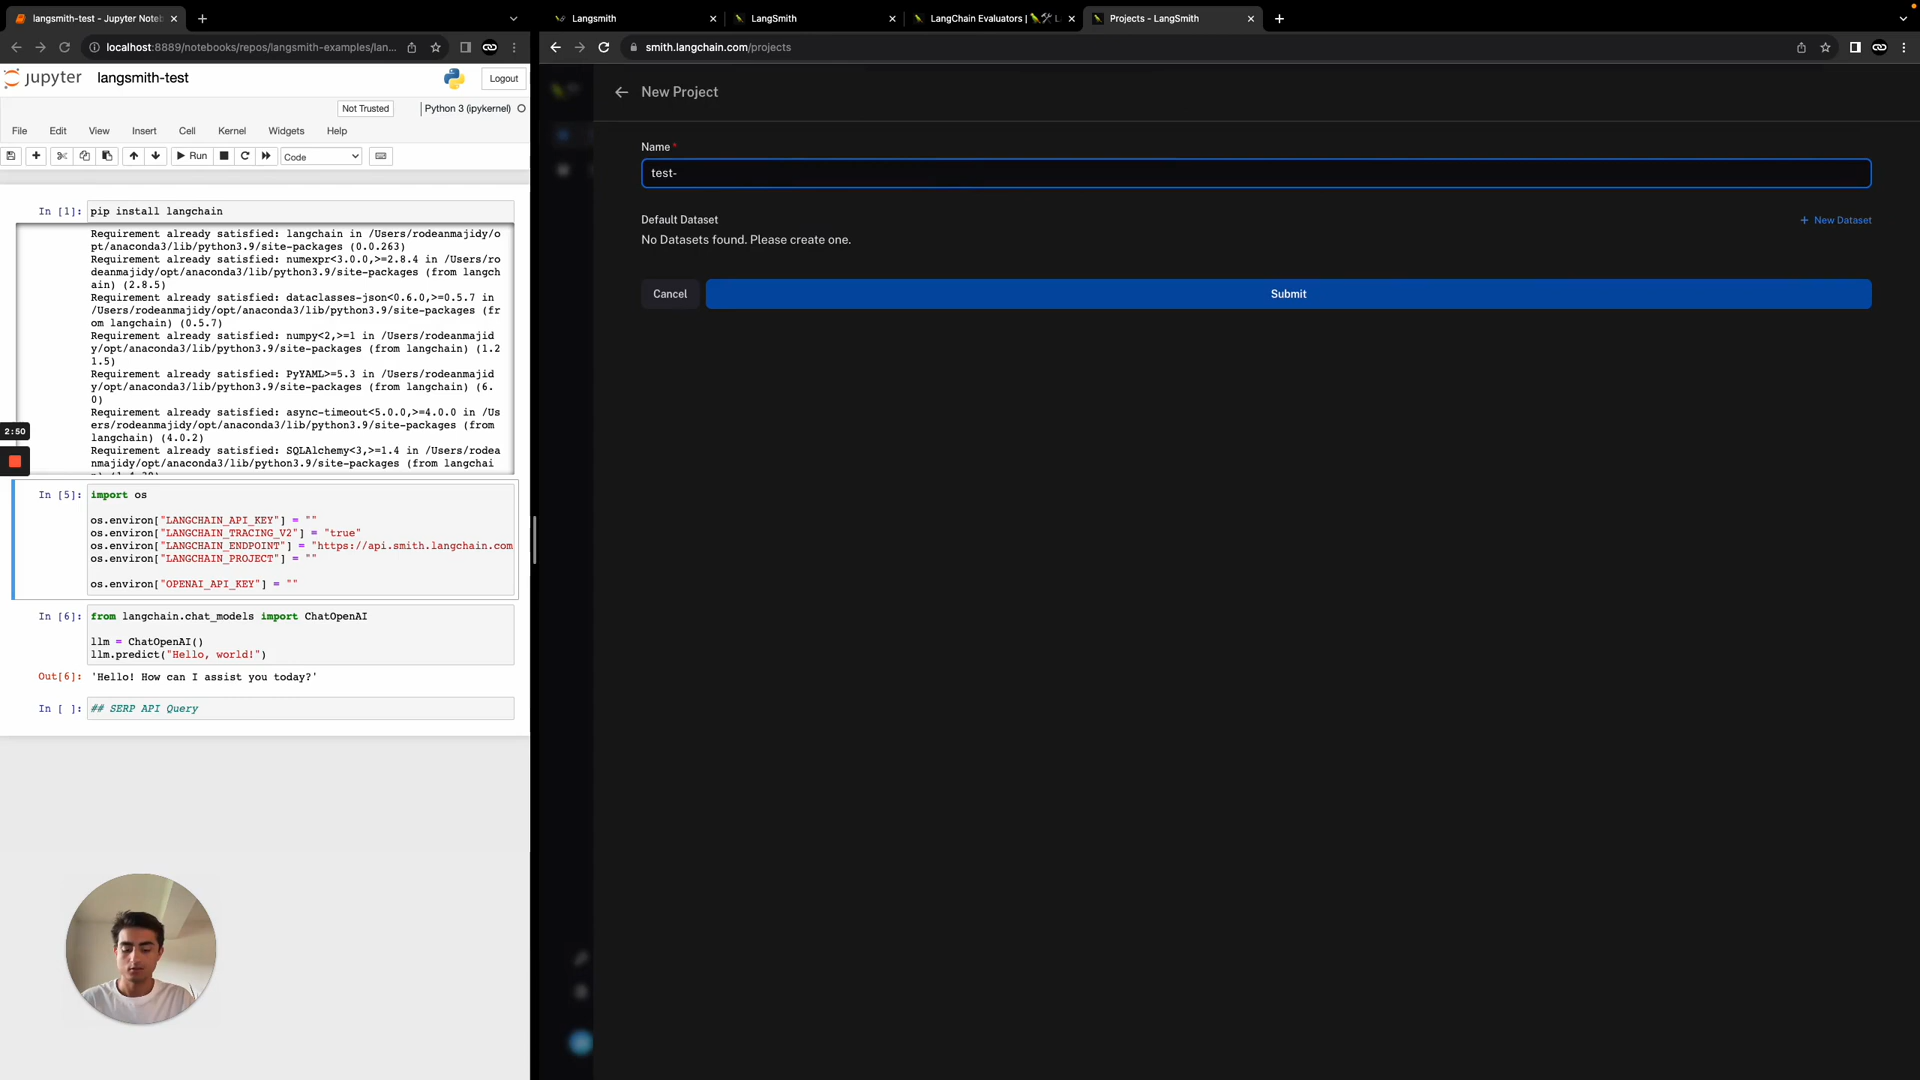 langsmith-test - Jupyter Noteb
localhost:8889/notebooks/repos/langsmith-examples/lan...
jupyter langsmith-test
Logout
Not Trusted
Python 3 (ipykernel)
File Edit View Insert Cell Kernel Widgets Help
Run
Code
In [1]: pip install langchain
Requirement already satisfied: langchain in /Users/rodeanmajidy/o
pt/anaconda3/lib/python3.9/site-packages (0.0.263)
Requirement already satisfied: numexpr<3.0.0,>=2.8.4 in /Users/ro
deanmajidy/opt/anaconda3/lib/python3.9/site-packages (from langch
ain) (2.8.5)
Requirement already satisfied: dataclasses-json<0.6.0,>=0.5.7 in
/Users/rodeanmajidy/opt/anaconda3/lib/python3.9/site-packages (fr
om langchain) (0.5.7)
Requirement already satisfied: numpy<2,>=1 in /Users/rodeanmajid
y/opt/anaconda3/lib/python3.9/site-packages (from langchain) (1.2
1.5)
Requirement already satisfied: PyYAML>=5.3 in /Users/rodeanmajid
y/opt/anaconda3/lib/python3.9/site-packages (from langchain) (6.
0)
Requirement already satisfied: async-timeout<5.0.0,>=4.0.0 in /Us
ers/rodeanmajidy/opt/anaconda3/lib/python3.9/site-packages (from
langchain) (4.0.2)
Requirement already satisfied: SQLAlchemy<3,>=1.4 in /Users/rodea
nmajidy/opt/anaconda3/lib/python3.9/site-packages (from langchai
2:50
In [5]: import os
os.environ["LANGCHAIN_API_KEY"] = ""
os.environ["LANGCHAIN_TRACING_V2"] = "true"
os.environ["LANGCHAIN_ENDPOINT"] = "https://api.smith.langchain.com
os.environ["LANGCHAIN_PROJECT"] = ""
os.environ["OPENAI_API_KEY"] = ""
In [6]: from langchain.chat_models import ChatOpenAI
llm = ChatOpenAI()
llm.predict("Hello, world!")
Out[6]: 'Hello! How can I assist you today?'
In [ ]: ## SERP API Query
Langsmith
LangSmith
LangChain Evaluators |
Projects - LangSmith
smith.langchain.com/projects
New Project
Name *
test-
Default Dataset
+ New Dataset
No Datasets found. Please create one.
Cancel
Submit